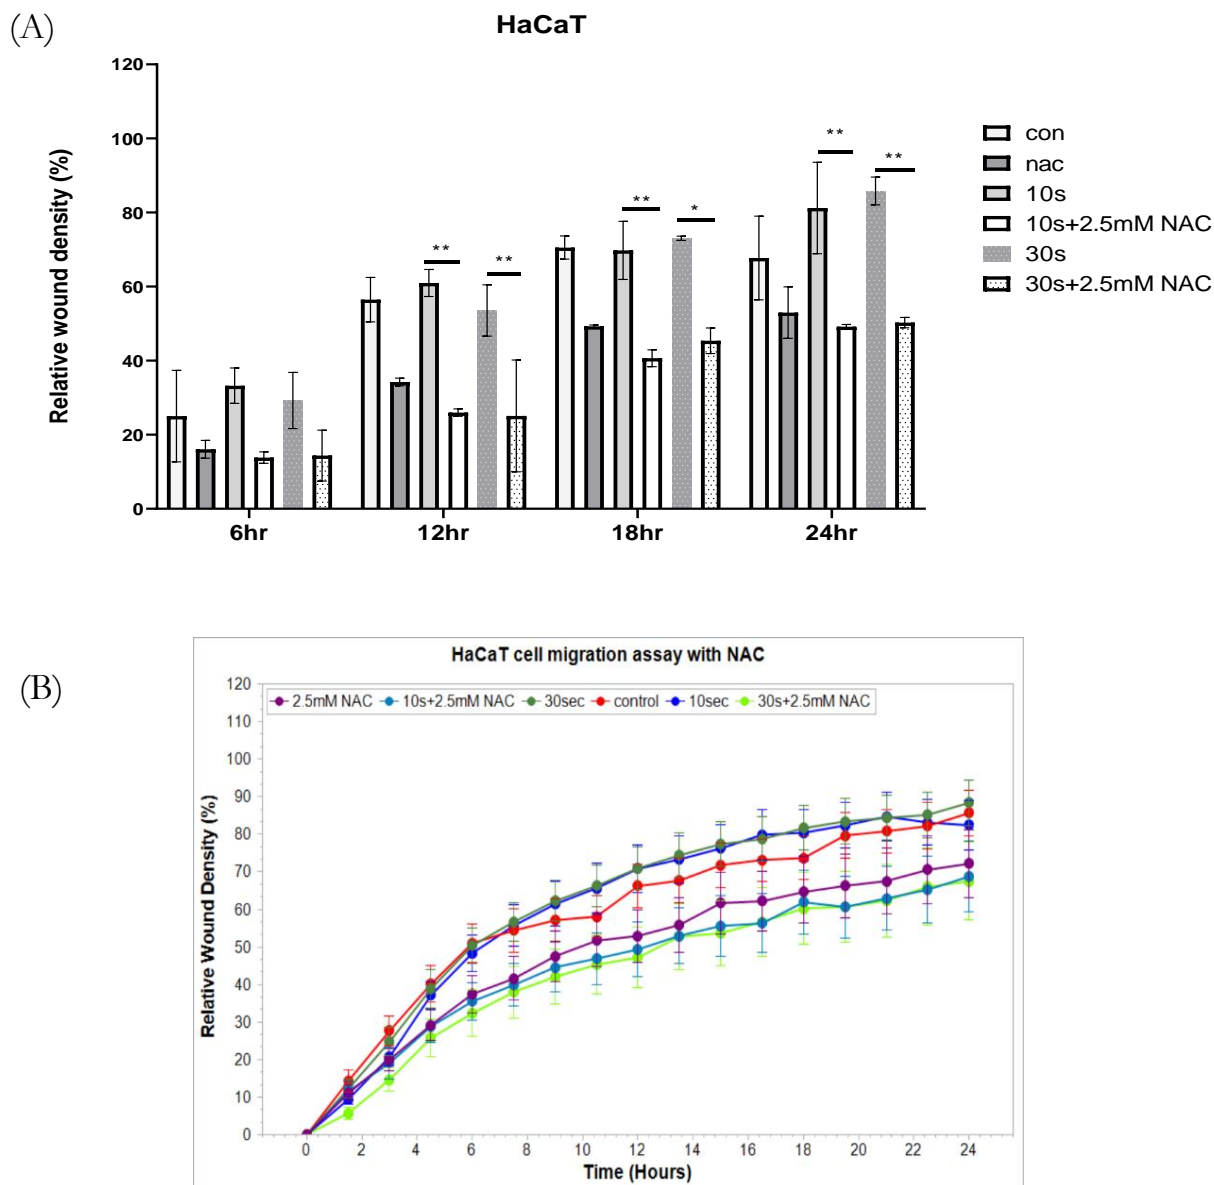 (A)
HaCaT
Relative wound density (%)
120
100
80
60
40
20
0
** ** ** * ** **
6hr 12hr 18hr 24hr
con
nac
10s
10s+2.5mM NAC
30s
30s+2.5mM NAC
(B)
HaCaT cell migration assay with NAC
2.5mM NAC 10s+2.5mM NAC 30sec control 10sec 30s+2.5mM NAC
Relative Wound Density (%)
120
110
100
90
80
70
60
50
40
30
20
10
0
0 2 4 6 8 10 12 14 16 18 20 22 24
Time (Hours)